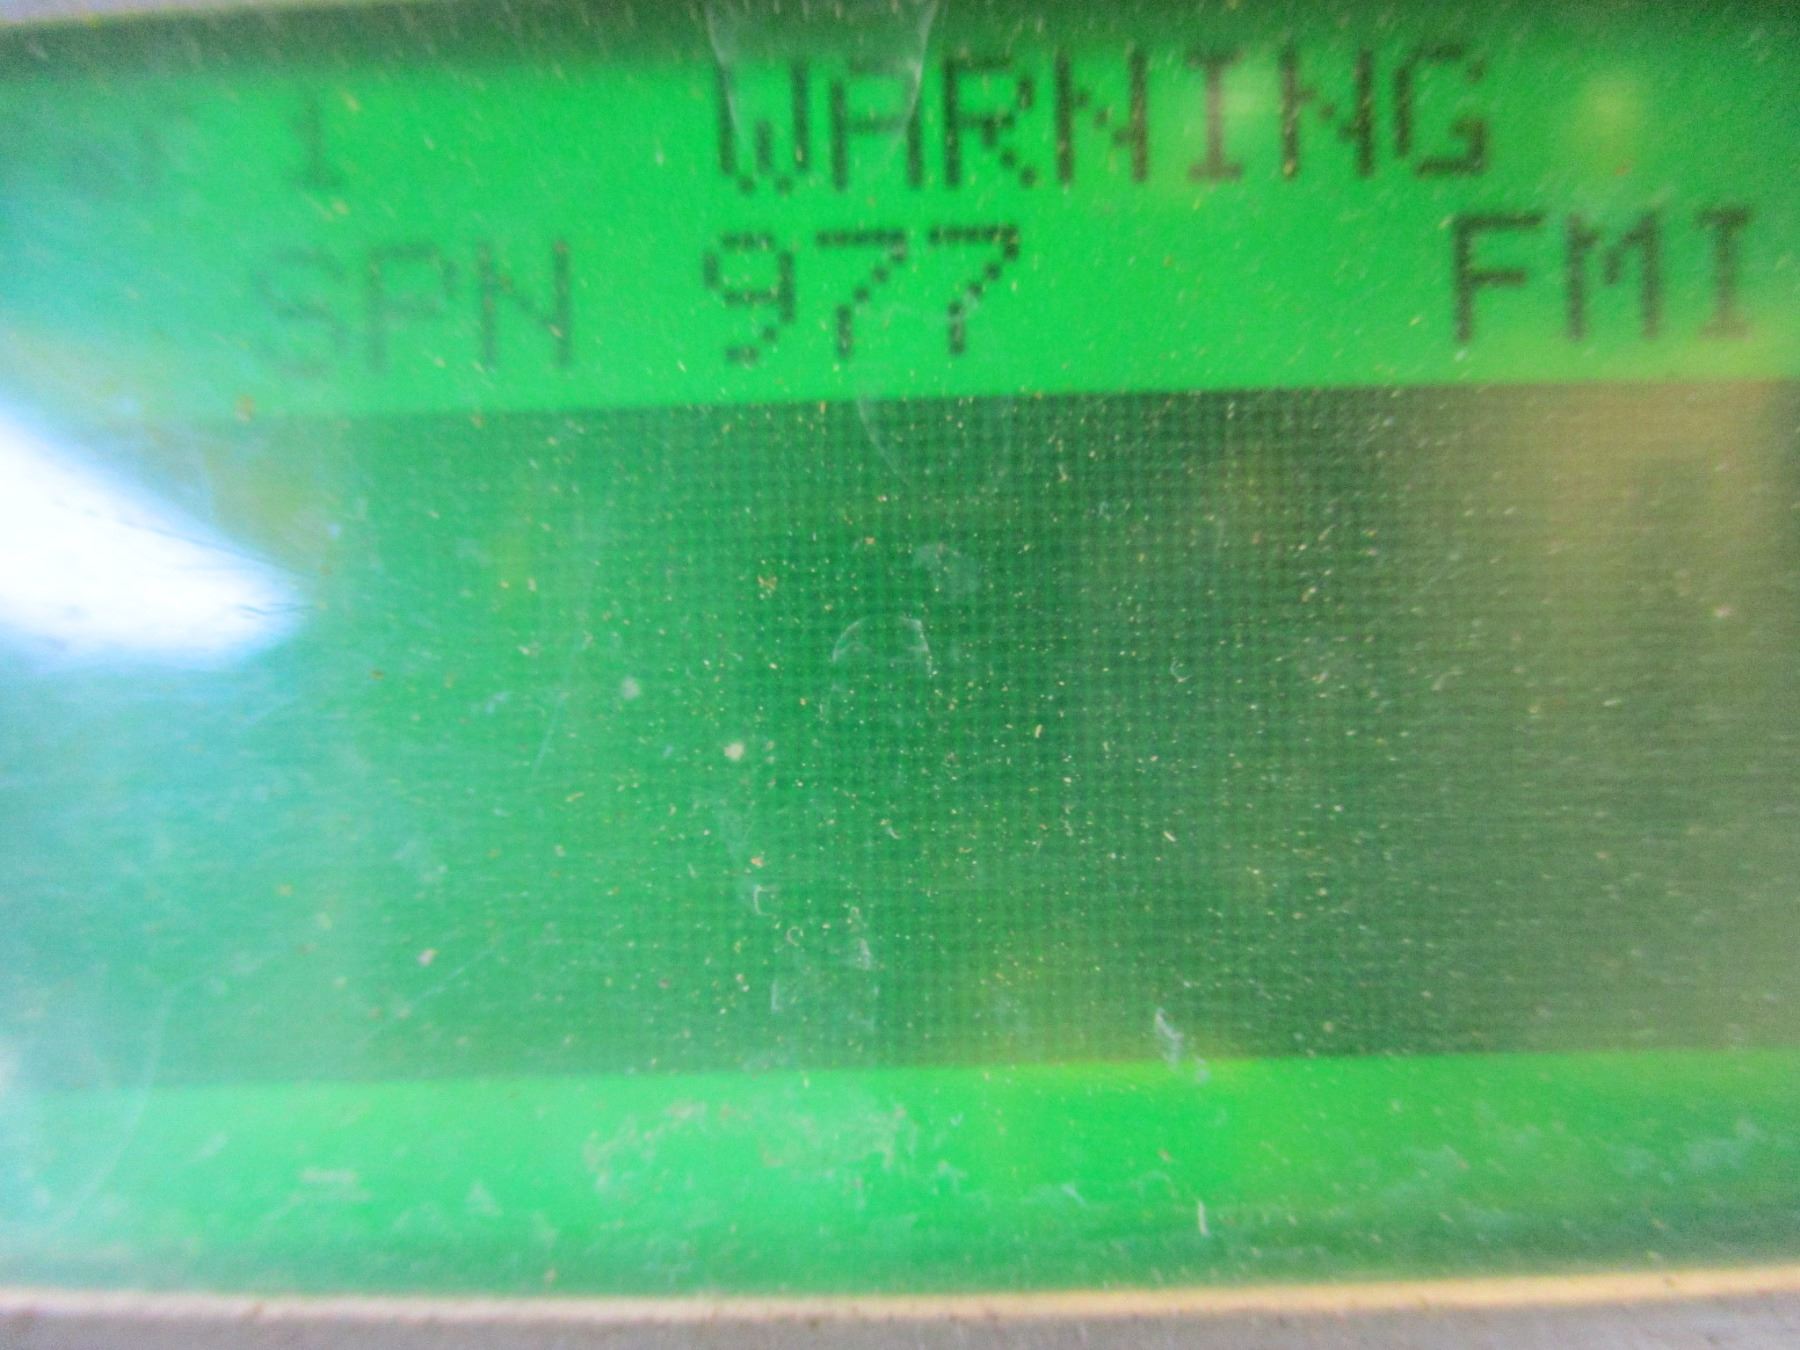 1 WARNING
SPN 977 FMI